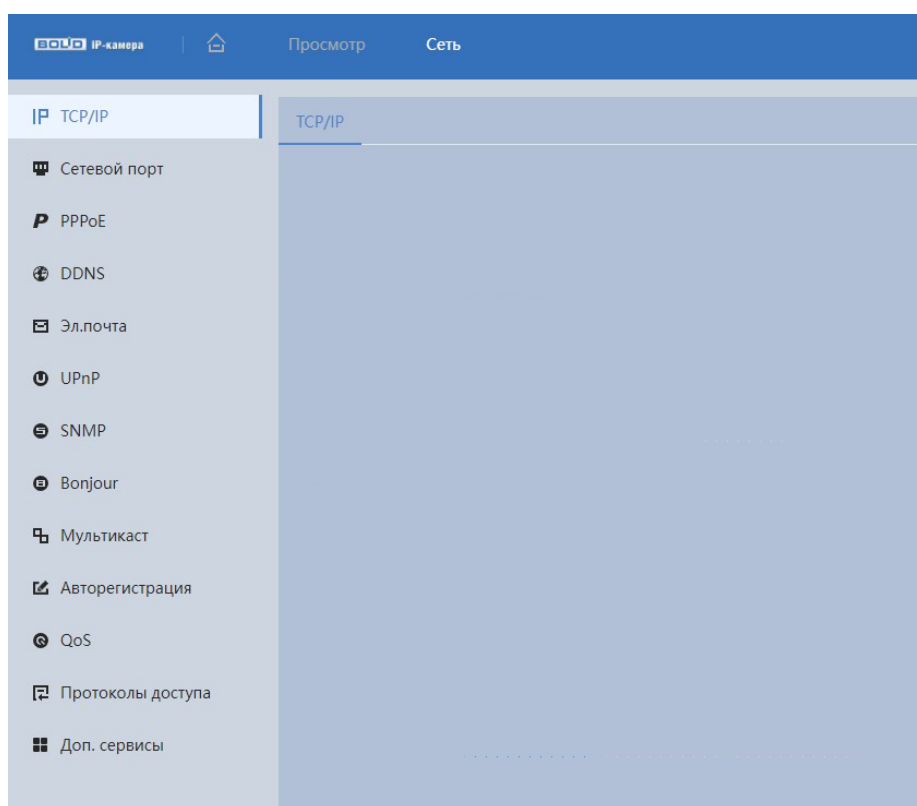 BOLID IP-камера Просмотр Сеть
TCP/IP
TCP/IP
Сетевой порт
PPPoE
DDNS
Эл.почта
UPnP
SNMP
Bonjour
Мультикаст
Авторегистрация
QoS
Протоколы доступа
Доп. сервисы